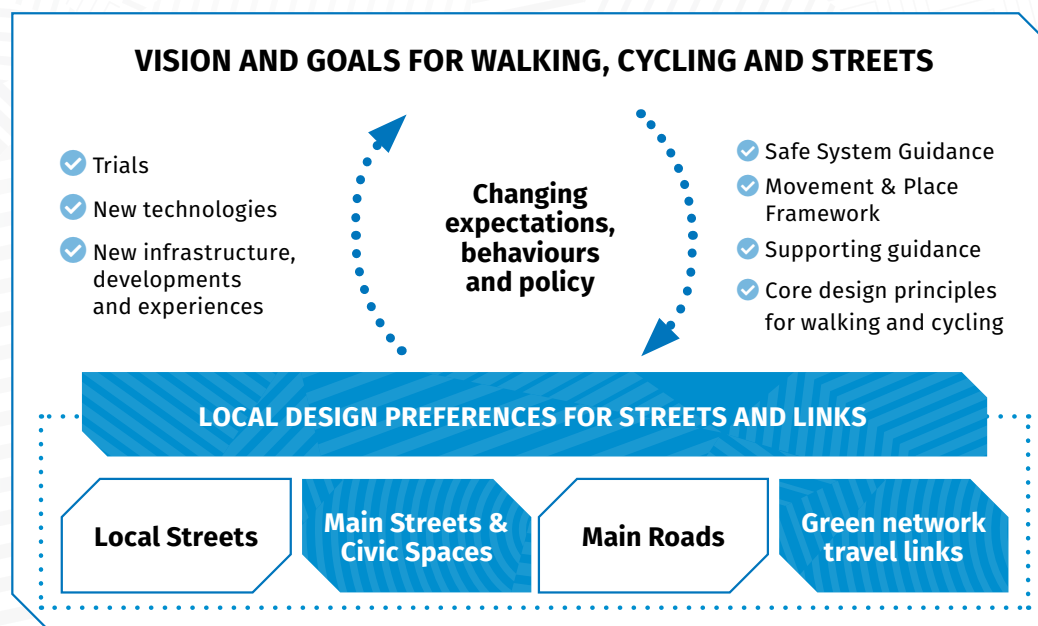 VISION AND GOALS FOR WALKING, CYCLING AND STREETS
Trials
New technologies
New infrastructure,
developments
and experiences
Changing
expectations,
behaviours
and policy
Safe System Guidance
Movement & Place
Framework
Supporting guidance
Core design principles
for walking and cycling
LOCAL DESIGN PREFERENCES FOR STREETS AND LINKS
Local Streets
Main Streets &
Civic Spaces
Main Roads
Green network
travel links